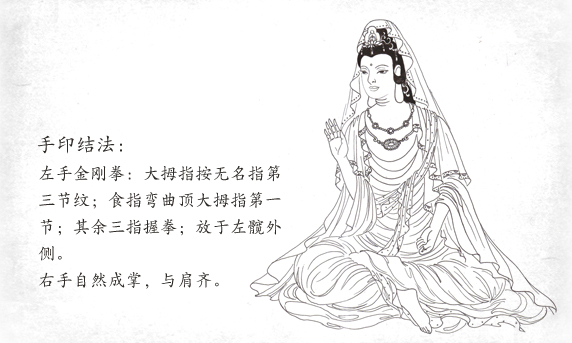 手印结法：
左手金刚拳：大拇指按无名指第
三节纹；食指弯曲顶大拇指第一
节；其余三指握拳；放于左髋外
侧。
右手自然成掌，与肩齐。